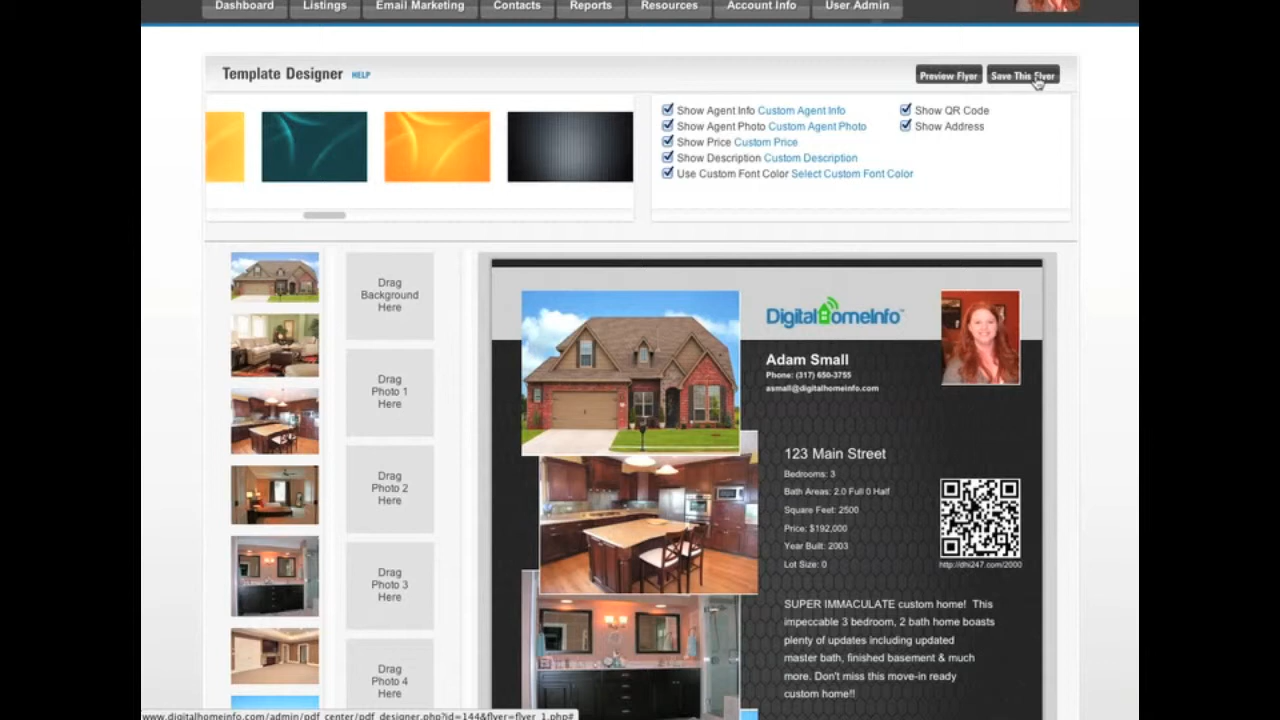 Dashboard Listings Email Marketing Contacts Reports Resources Account Info User Admin
Template Designer HELP
Preview Flyer Save This Flyer
Show Agent Info Custom Agent Info
Show Agent Photo Custom Agent Photo
Show Price Custom Price
Show Description Custom Description
Use Custom Font Color Select Custom Font Color
Show QR Code
Show Address
Drag
Background
Here
Drag
Photo 1
Here
Drag
Photo 2
Here
Drag
Photo 3
Here
Drag
Photo 4
Here
DigitalHomeInfo™
Adam Small
Phone: (317) 650-3755
asmall@digitalhomeinfo.com
123 Main Street
Bedrooms: 3
Bath Areas: 2.0 Full 0 Half
Square Feet: 2500
Price: $192,000
Year Built: 2003
Lot Size: 0
http://dhi247.com/2000
SUPER IMMACULATE custom home! This
impeccable 3 bedroom, 2 bath home boasts
plenty of updates including updated
master bath, finished basement & much
more. Don't miss this move-in ready
custom home!!
www.digitalhomeinfo.com/admin/pdf_center/pdf_designer.php?id=144&flyer=flyer_1.php#